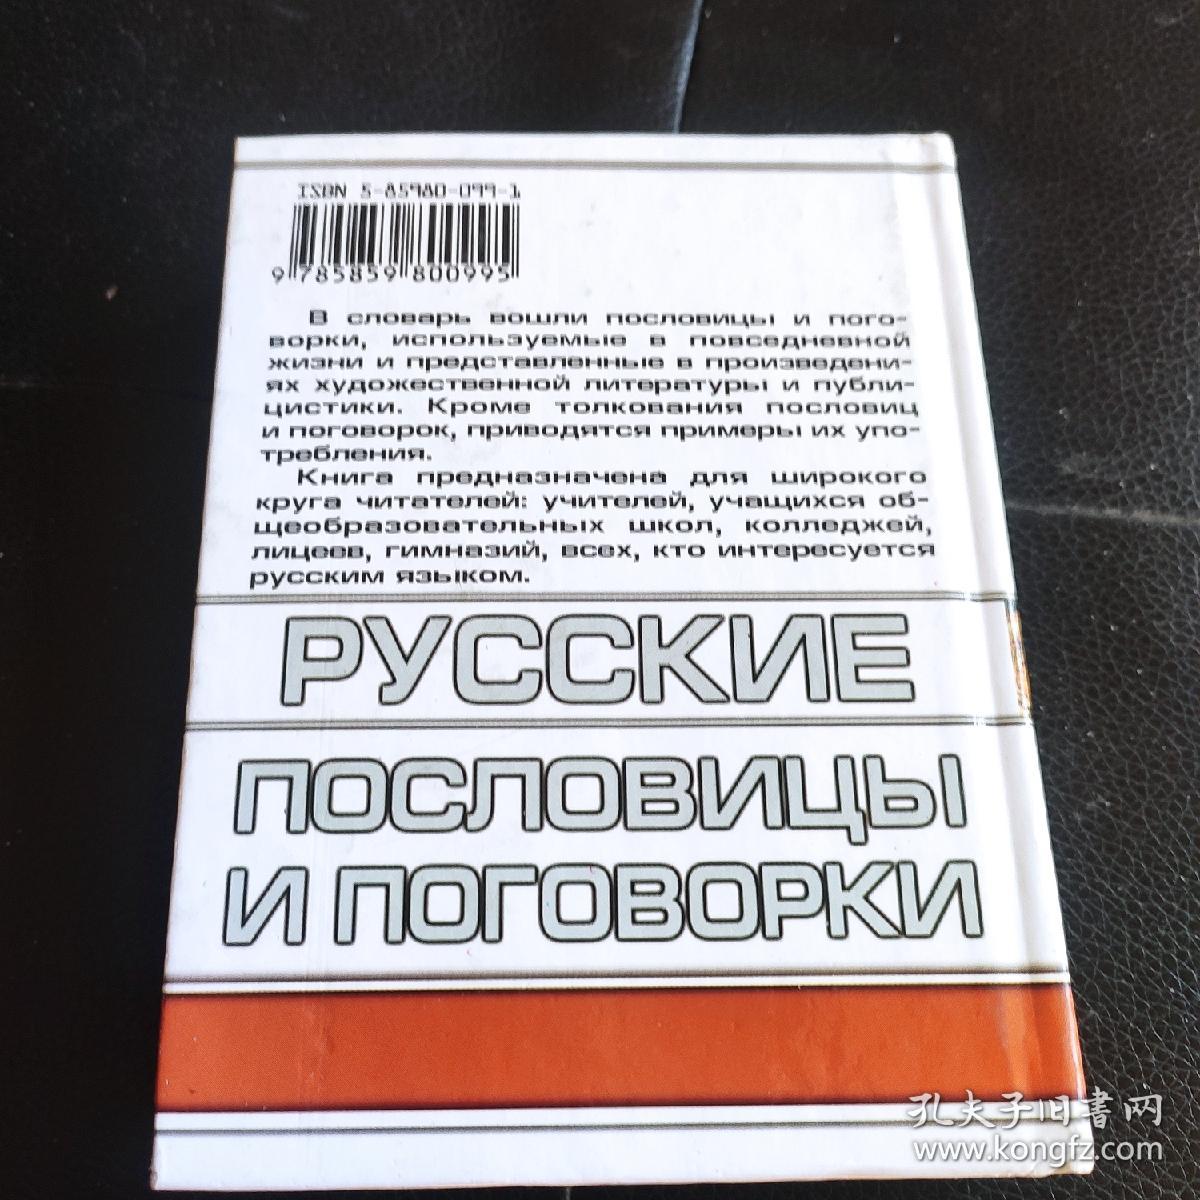 ISBN 5-85980-099-1
9 785859 800995
В словарь вошли пословицы и пого-
ворки, используемые в повседневной
жизни и представленные в произведени-
ях художественной литературы и публи-
цистики. Кроме толкования пословиц
и поговорок, приводятся примеры их упо-
требления.
Книга предназначена для широкого
круга читателей: учителей, учащихся об-
щеобразовательных школ, колледжей,
лицеев, гимназий, всех, кто интересуется
русским языком.
РУССКИЕ
ПОСЛОВИЦЫ
И ПОГОВОРКИ
孔夫子旧書网
www.kongfz.com